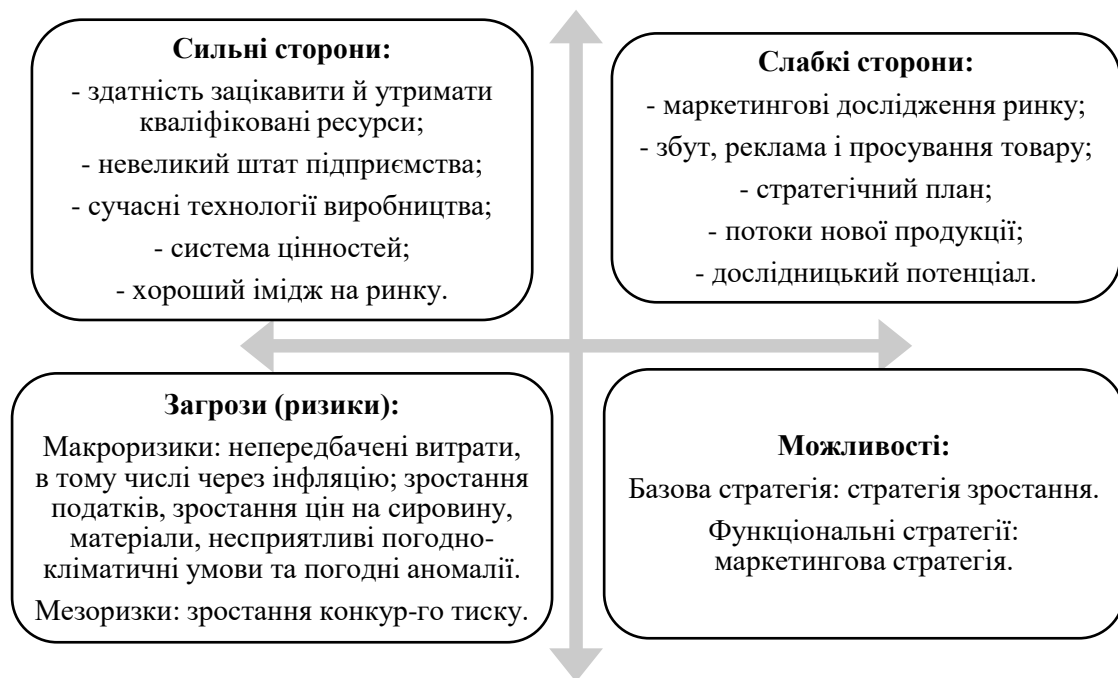 Сильні сторони:
- здатність зацікавити й утримати
кваліфіковані ресурси;
- невеликий штат підприємства;
- сучасні технології виробництва;
- система цінностей;
- хороший імідж на ринку.
Слабкі сторони:
- маркетингові дослідження ринку;
- збут, реклама і просування товару;
- стратегічний план;
- потоки нової продукції;
- дослідницький потенціал.
Загрози (ризики):
Макроризики: непередбачені витрати,
в тому числі через інфляцію; зростання
податків, зростання цін на сировину,
матеріали, несприятливі погодно-
кліматичні умови та погодні аномалії.
Мезоризки: зростання конкур-го тиску.
Можливості:
Базова стратегія: стратегія зростання.
Функціональні стратегії:
маркетингова стратегія.